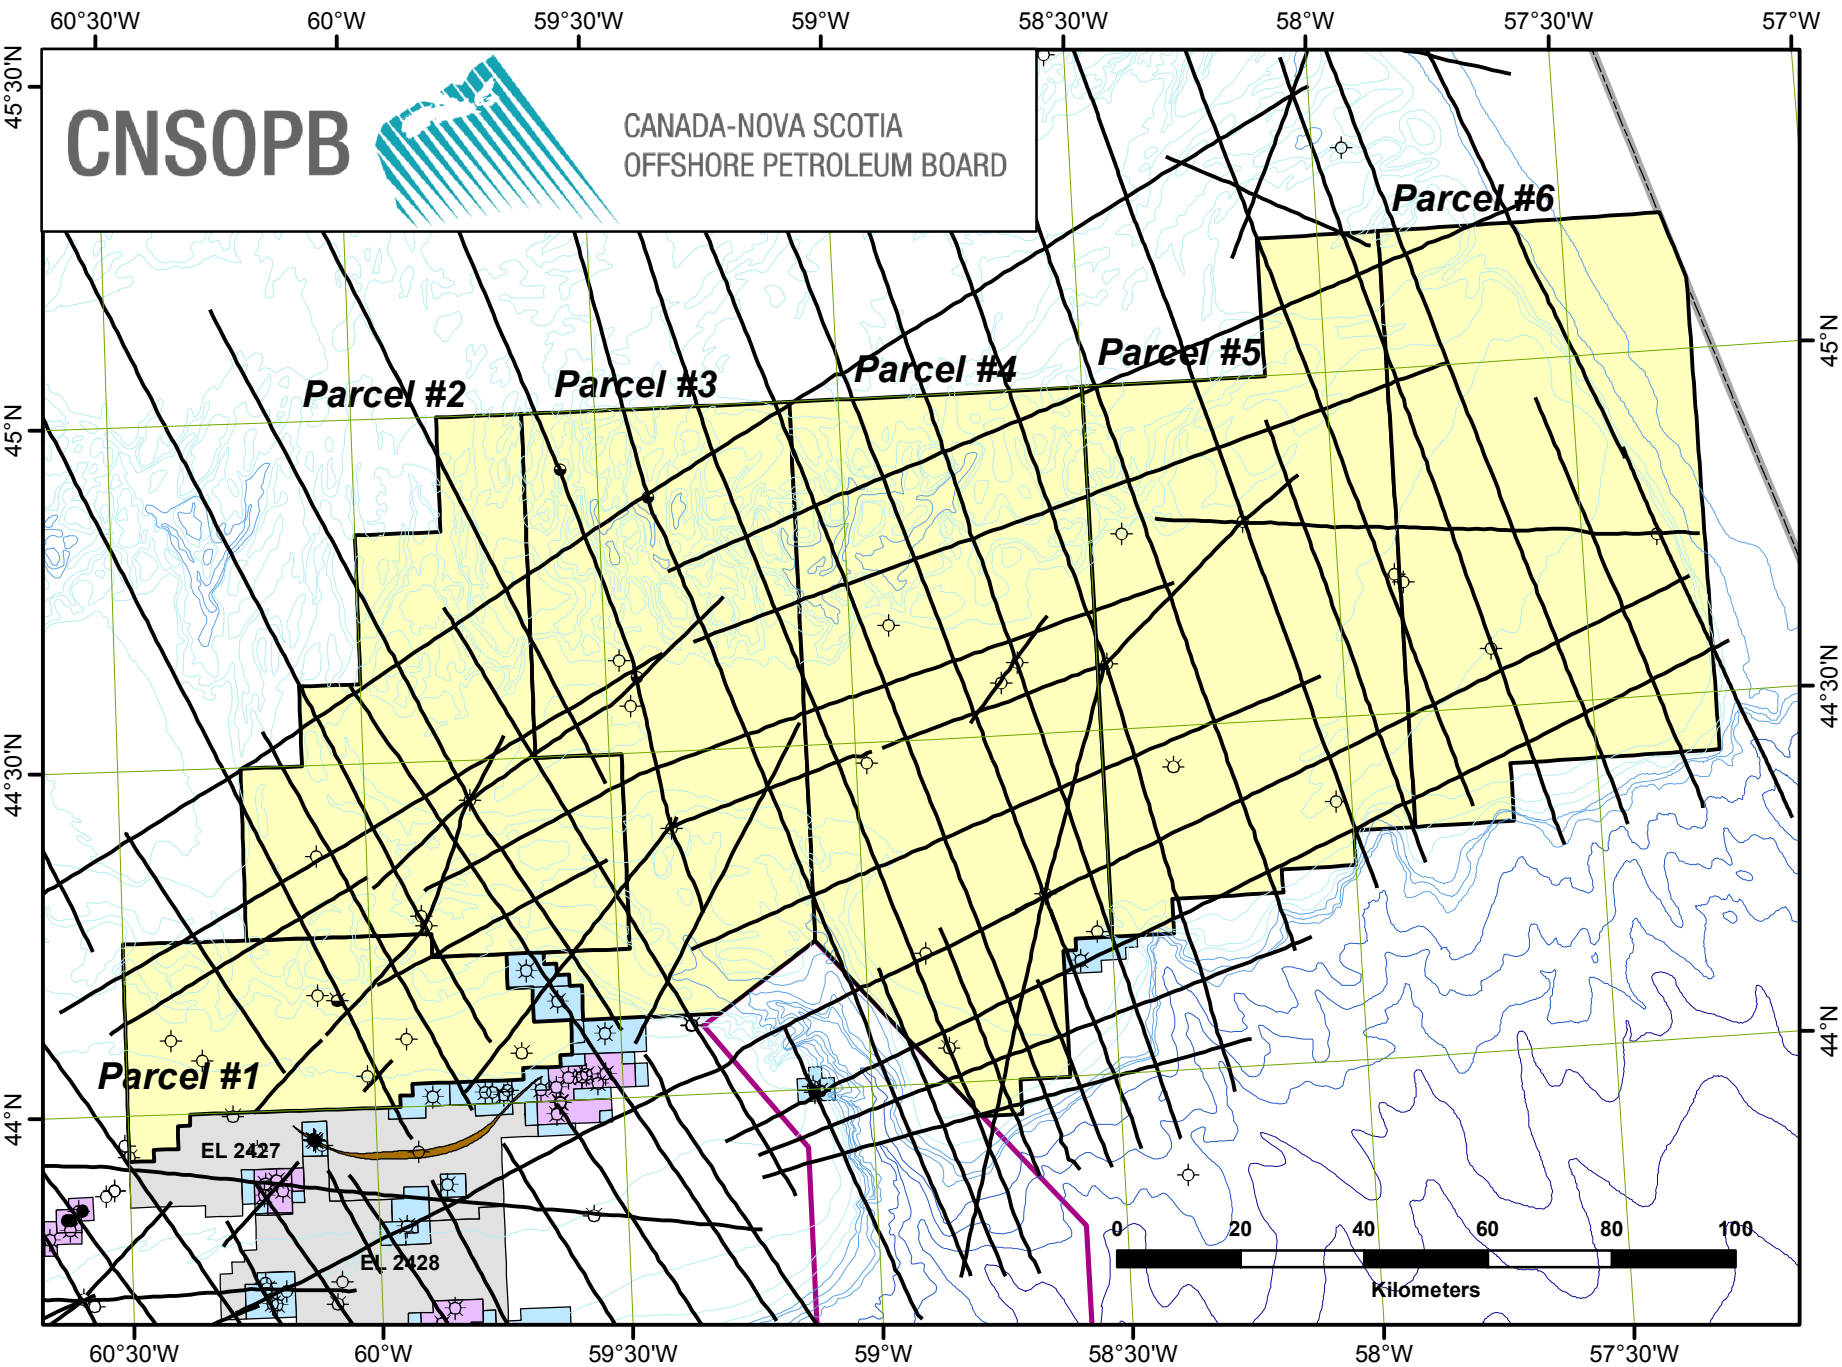 60°30'W 60°W 59°30'W 59°W 58°30'W 58°W 57°30'W 57°W
45°30'N
CNSOPB
CANADA-NOVA SCOTIA
OFFSHORE PETROLEUM BOARD
Parcel #6
45°N
Parcel #5
Parcel #4
Parcel #3
Parcel #2
45°N
44°30'N
44°30'N
44°N
Parcel #1
44°N
EL 2427
EL 2428
0 20 40 60 80 100
Kilometers
60°30'W 60°W 59°30'W 59°W 58°30'W 58°W 57°30'W